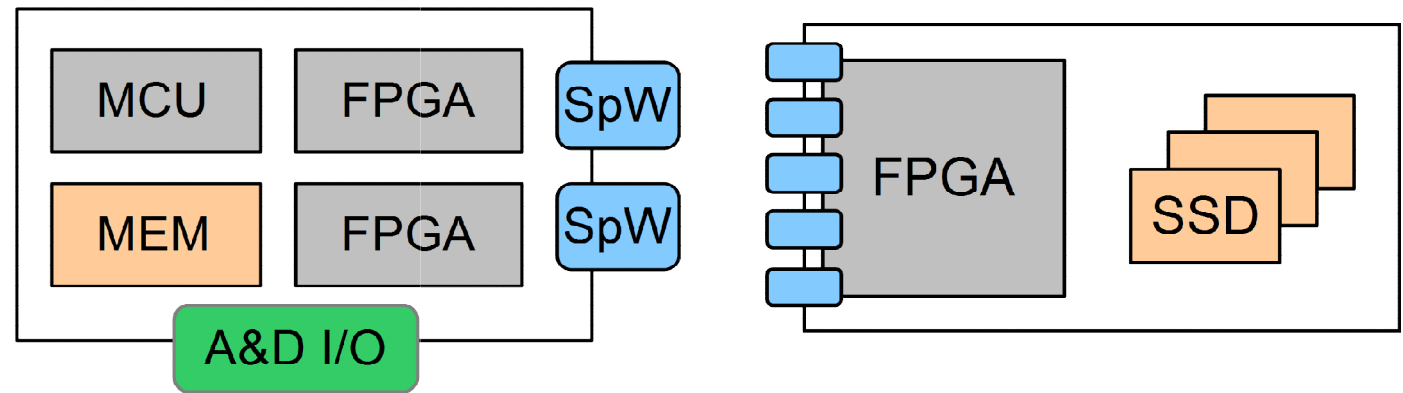 MCU
FPGA
SpW
MEM
FPGA
SpW
A&D I/O
FPGA
SSD